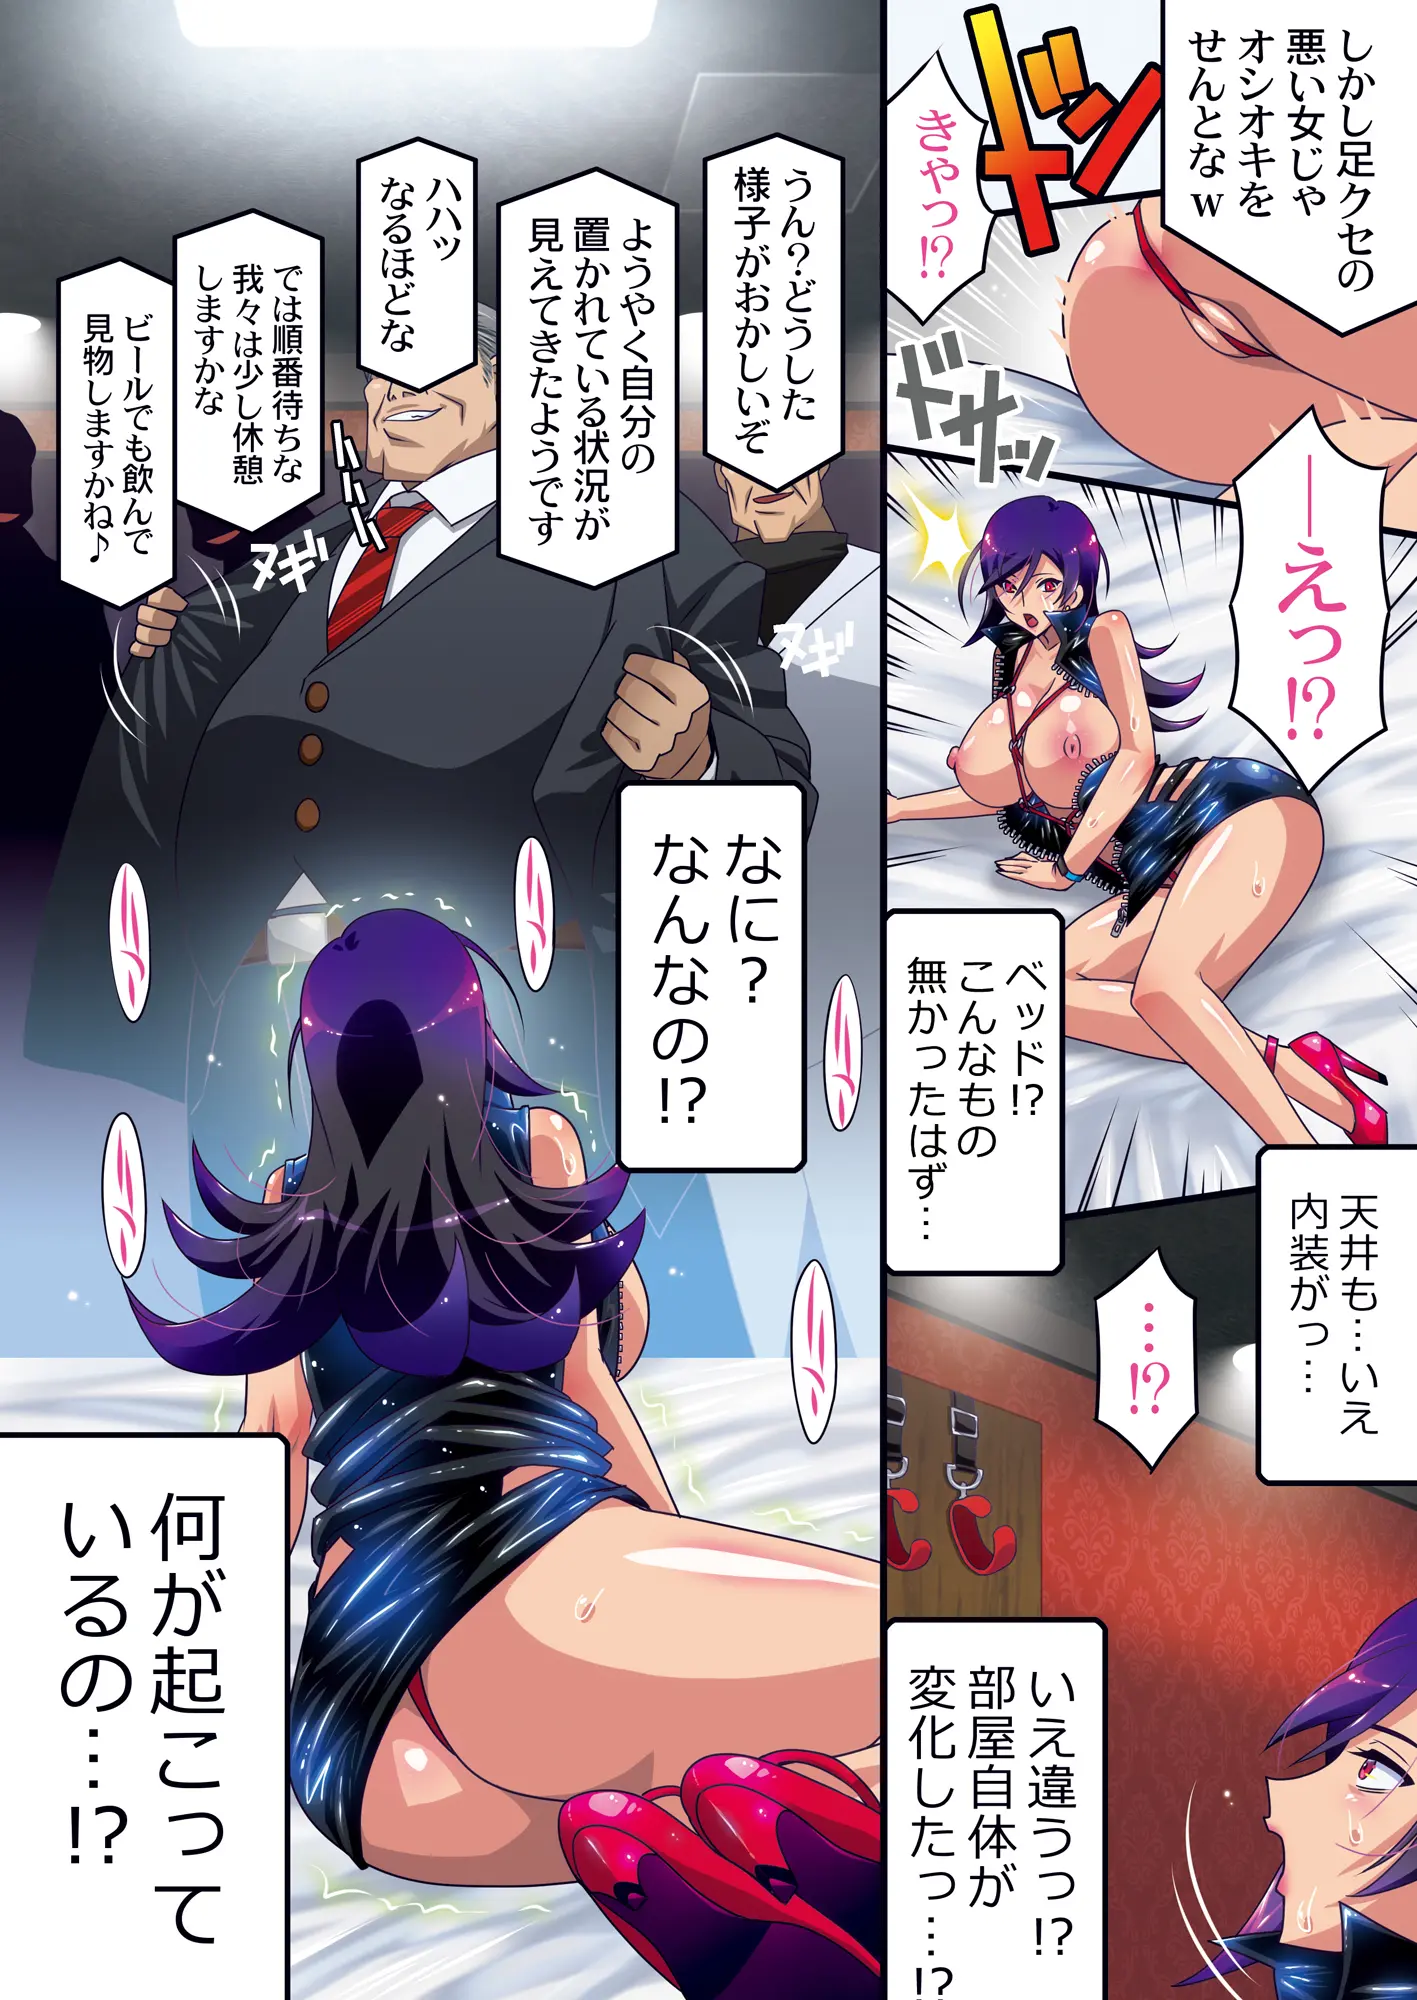 しかし足クセの
悪い女じゃ
オシオキを
せんとなw
ドンッ
きゃっ!?
ドサッ
──えっ!?
ベッド!?
こんなもの
無かったはず…
天井も…いえ
内装がっ…
…!?
いえ違うっ!?
部屋自体が
変化したっ…!?
うん?どうした
様子がおかしいぞ
ようやく自分の
置かれている状況が
見えてきたようです
ハハッ
なるほどな
では順番待ちな
我々は少し休憩
しますかな
ビールでも飲んで
見物しますかね♪
ヌギ
ヌギ
なに?
なんなの!?
何が起こって
いるの…!?